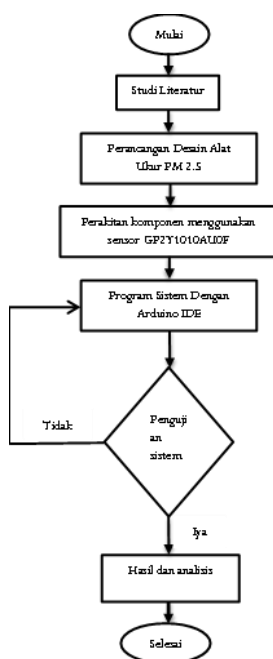 Mulai
Studi Literatur
Perancangan Desain Alat
Ukur PM 2.5
Perakitan komponen menggunakan
sensor GP2Y1010AU0F
Program Sistem Dengan
Arduino IDE
Penguji
an
sistem
Tidak
Iya
Hasil dan analisis
Selesai